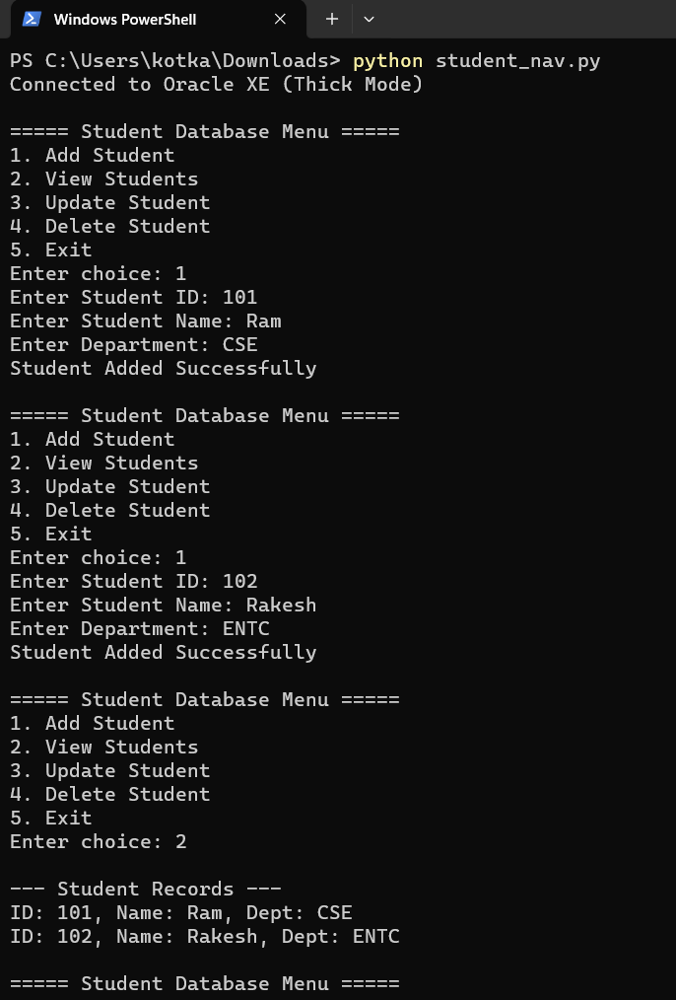 Windows PowerShell
PS C:\Users\kotka\Downloads> python student_nav.py
Connected to Oracle XE (Thick Mode)
===== Student Database Menu =====
1. Add Student
2. View Students
3. Update Student
4. Delete Student
5. Exit
Enter choice: 1
Enter Student ID: 101
Enter Student Name: Ram
Enter Department: CSE
Student Added Successfully
===== Student Database Menu =====
1. Add Student
2. View Students
3. Update Student
4. Delete Student
5. Exit
Enter choice: 1
Enter Student ID: 102
Enter Student Name: Rakesh
Enter Department: ENTC
Student Added Successfully
===== Student Database Menu =====
1. Add Student
2. View Students
3. Update Student
4. Delete Student
5. Exit
Enter choice: 2
--- Student Records ---
ID: 101, Name: Ram, Dept: CSE
ID: 102, Name: Rakesh, Dept: ENTC
===== Student Database Menu =====